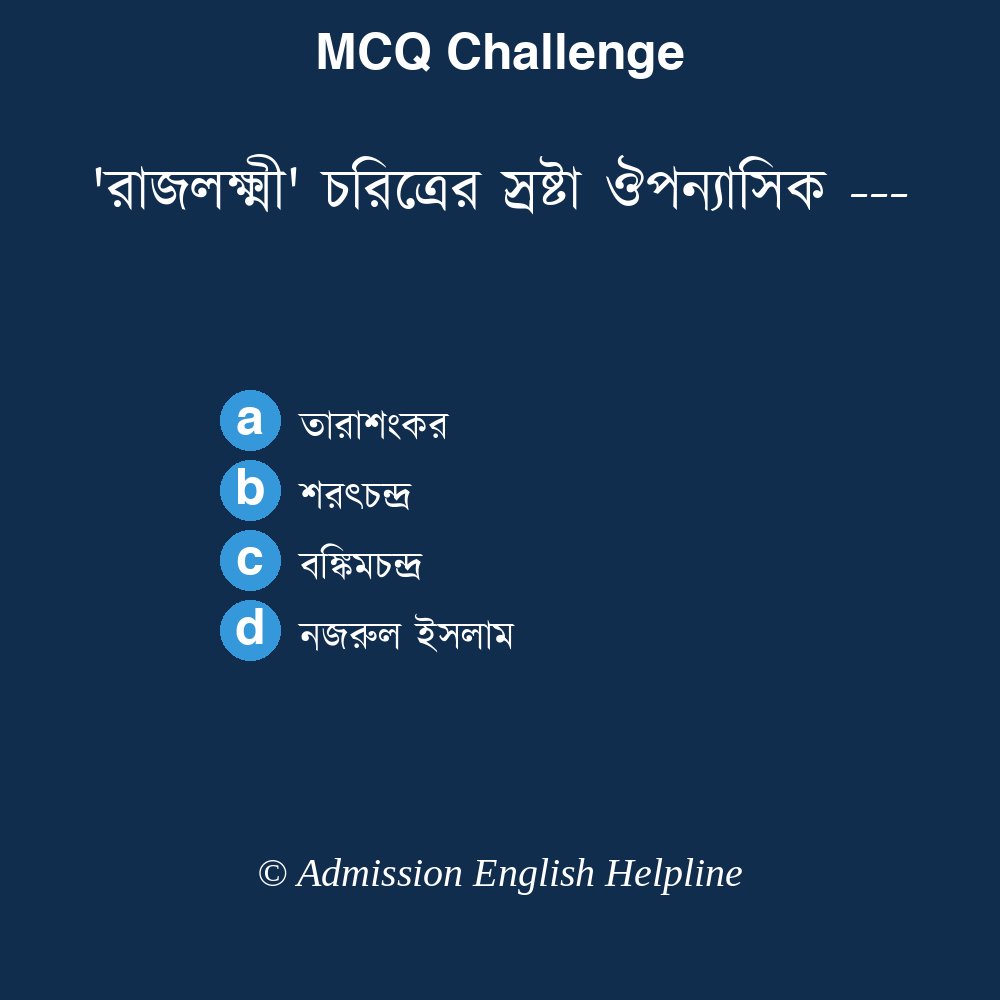 MCQ Challenge
'রাজলক্ষ্মী' চরিত্রের স্রষ্টা ঔপন্যাসিক ---
a তারাশংকর
b শরৎচন্দ্র
c বঙ্কিমচন্দ্র
d নজরুল ইসলাম
© Admission English Helpline